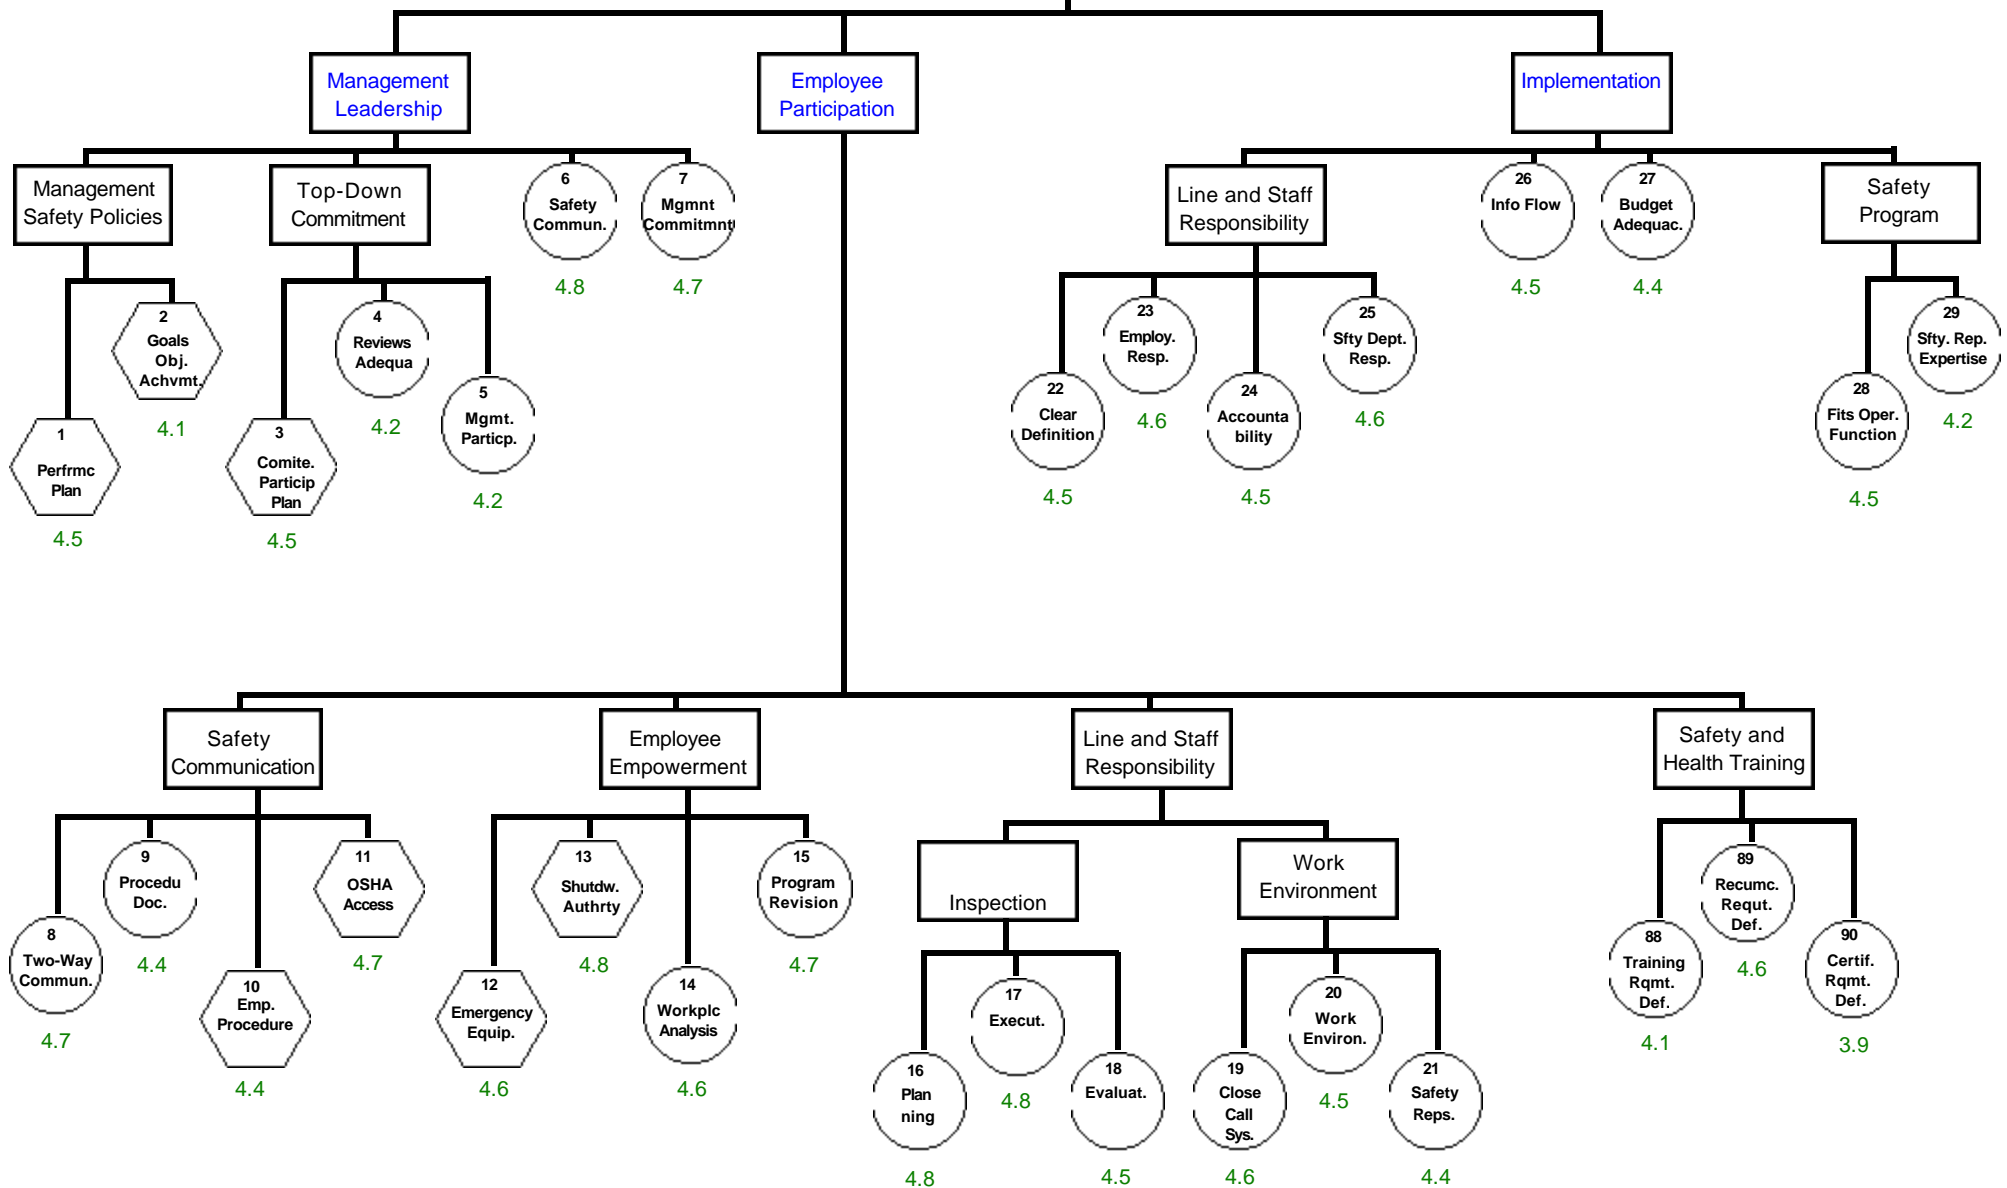 Management
Leadership
Employee
Participation
Implementation
Management
Safety Policies
Top-Down
Commitment
6
Safety
Commun.
4.8
7
Mgmnt
Commitmnt
4.7
Line and Staff
Responsibility
26
Info Flow
4.5
27
Budget
Adequac.
4.4
Safety
Program
1
Perfrmc
Plan
4.5
2
Goals
Obj.
Achvmt.
4.1
3
Comite.
Particip
Plan
4.5
4
Reviews
Adequa
4.2
5
Mgmt.
Particp.
4.2
22
Clear
Definition
4.5
23
Employ.
Resp.
4.6
24
Accounta
bility
4.5
25
Sfty Dept.
Resp.
4.6
28
Fits Oper.
Function
4.5
29
Sfty. Rep.
Expertise
4.2
Safety
Communication
Employee
Empowerment
Line and Staff
Responsibility
Safety and
Health Training
8
Two-Way
Commun.
4.7
9
Procedu
Doc.
4.4
10
Emp.
Procedure
4.4
11
OSHA
Access
4.7
12
Emergency
Equip.
4.6
13
Shutdw.
Authrty
4.8
14
Workplc
Analysis
4.6
15
Program
Revision
4.7
Inspection
Work
Environment
16
Plan
ning
4.8
17
Execut.
4.8
18
Evaluat.
4.5
19
Close
Call
Sys.
4.6
20
Work
Environ.
4.5
21
Safety
Reps.
4.4
88
Training
Rqmt.
Def.
4.1
89
Recumc.
Requt.
Def.
4.6
90
Certif.
Rqmt.
Def.
3.9